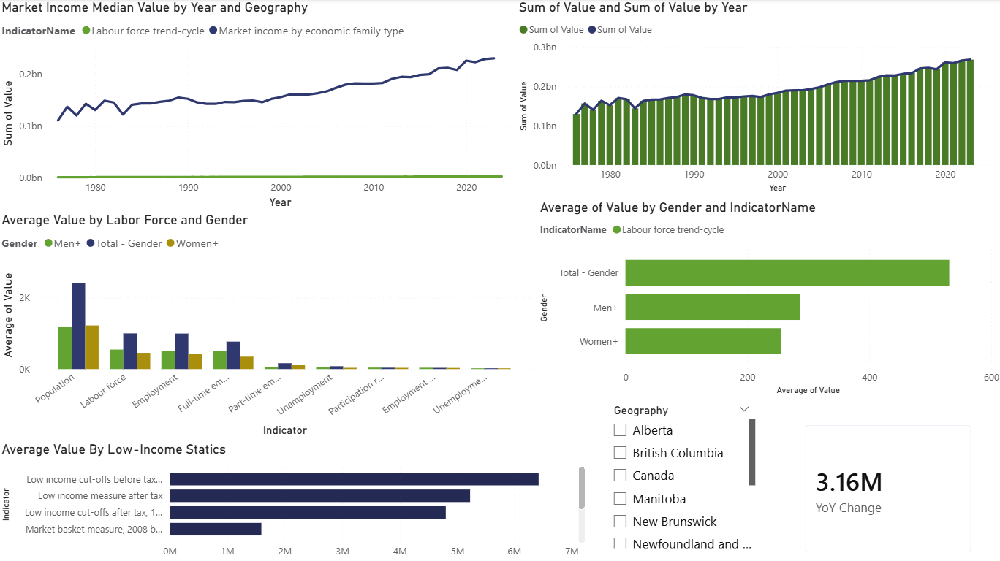 Market Income Median Value by Year and Geography
IndicatorName Labour force trend-cycle Market income by economic family type
Sum of Value
0.2bn
0.1bn
0.0bn
1980 1990 2000 2010 2020
Year
Sum of Value and Sum of Value by Year
Sum of Value Sum of Value
Sum of Value
0.3bn
0.2bn
0.1bn
0.0bn
1980 1990 2000 2010 2020
Year
Average Value by Labor Force and Gender
Gender Men+ Total - Gender Women+
Average of Value
2K
0K
Population
Labour force
Employment
Full-time em...
Part-time em...
Unemployment
Participation r...
Employment ...
Unemployme...
Indicator
Average of Value by Gender and IndicatorName
IndicatorName Labour force trend-cycle
Gender
Total - Gender
Men+
Women+
0 200 400 600
Average of Value
Average Value By Low-Income Statics
Indicator
Low income cut-offs before tax...
Low income measure after tax
Low income cut-offs after tax, 1...
Market basket measure, 2008 b...
0M 1M 2M 3M 4M 5M 6M 7M
Geography
Alberta
British Columbia
Canada
Manitoba
New Brunswick
Newfoundland and ...
3.16M
YoY Change